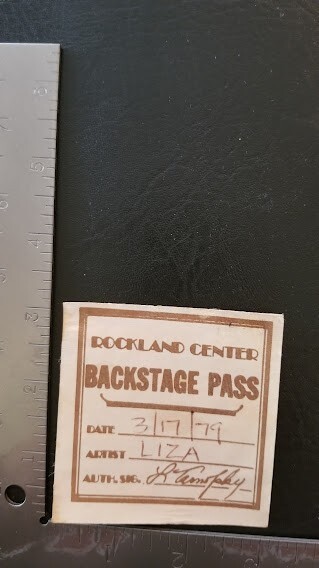 ROCKLAND CENTER
BACKSTAGE PASS
DATE 3/17/79
ARTIST LIZA
AUTH. SIG.